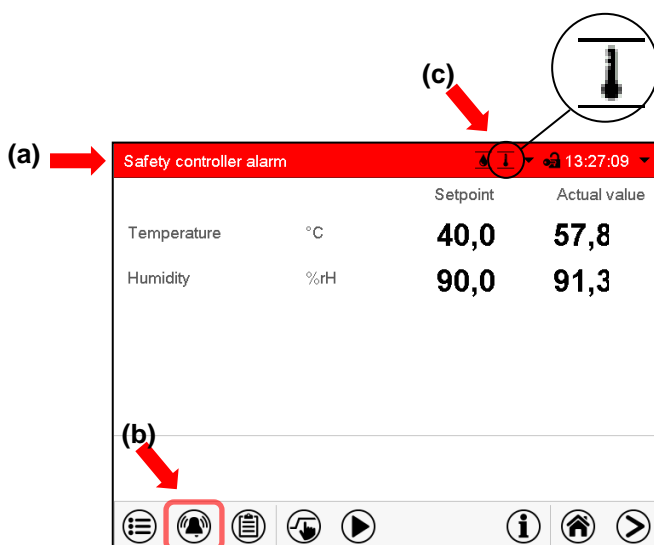 (c)
(a)
Safety controller alarm 13:27:09
Setpoint Actual value
Temperature °C 40,0 57,8
Humidity %rH 90,0 91,3
(b)